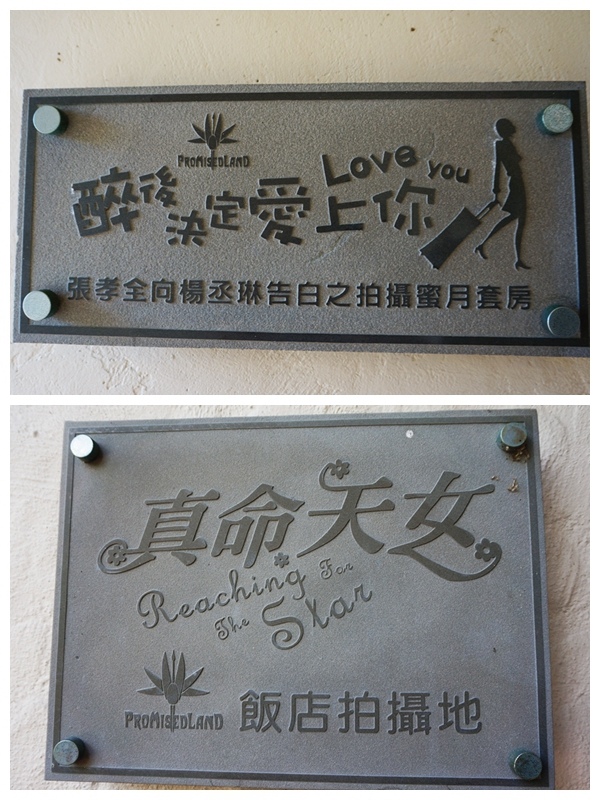 PROMISEDLAND
Love you
醉後決定愛上你
張孝全向楊丞琳告白之拍攝蜜月套房
真命天女
Reaching For
The Star
PROMISEDLAND
飯店拍攝地